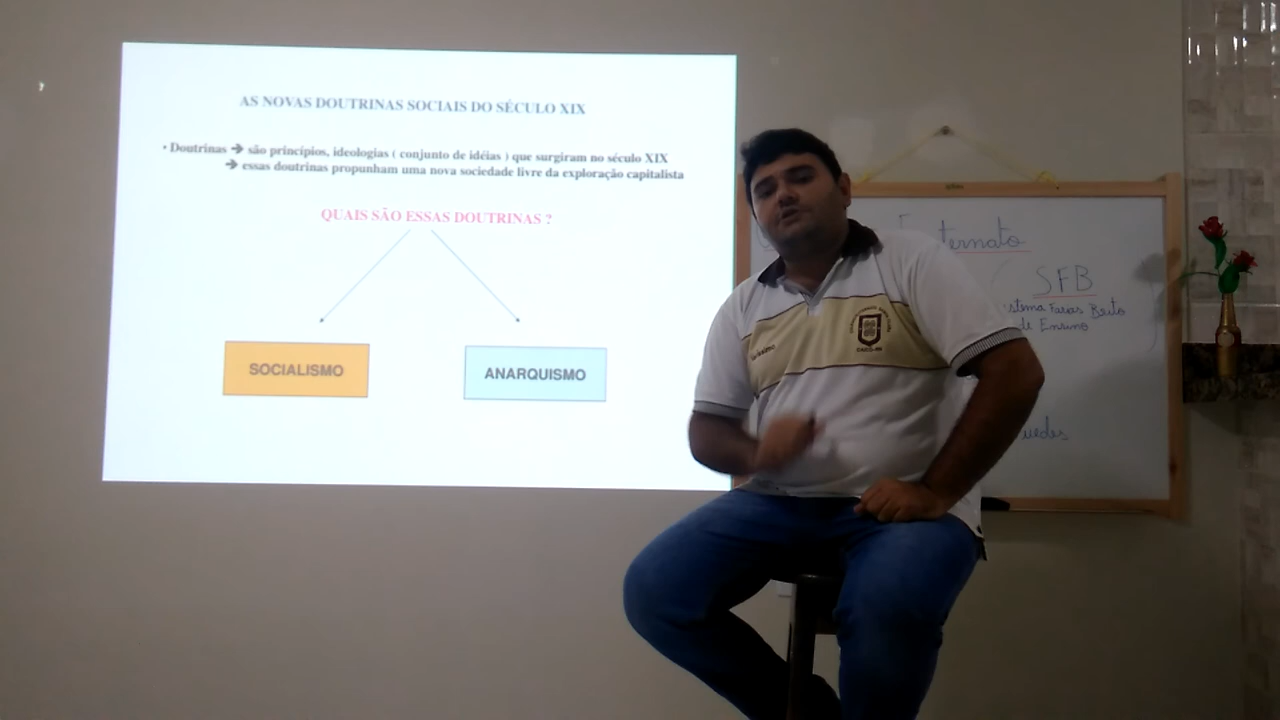 AS NOVAS DOUTRINAS SOCIAIS DO SÉCULO XIX
• Doutrinas ➔ são princípios, ideologias ( conjunto de idéias ) que surgiram no século XIX
➔ essas doutrinas propunham uma nova sociedade livre da exploração capitalista
QUAIS SÃO ESSAS DOUTRINAS ?
SOCIALISMO
ANARQUISMO
SFB
de Ensino
CAICÓ-RN